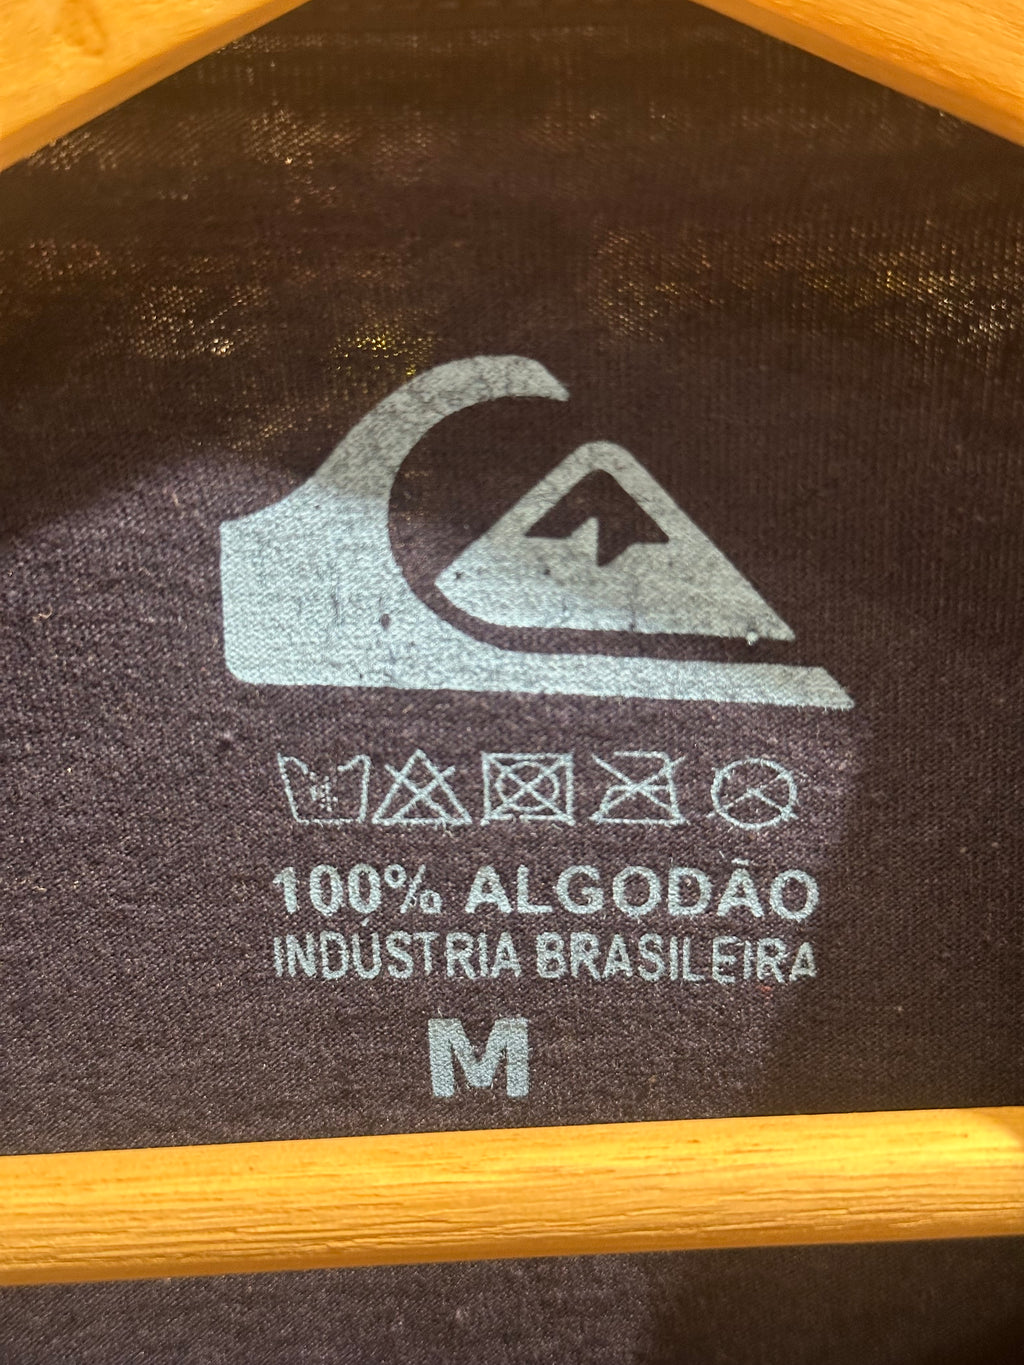 100% ALGODÃO
INDÚSTRIA BRASILEIRA
M